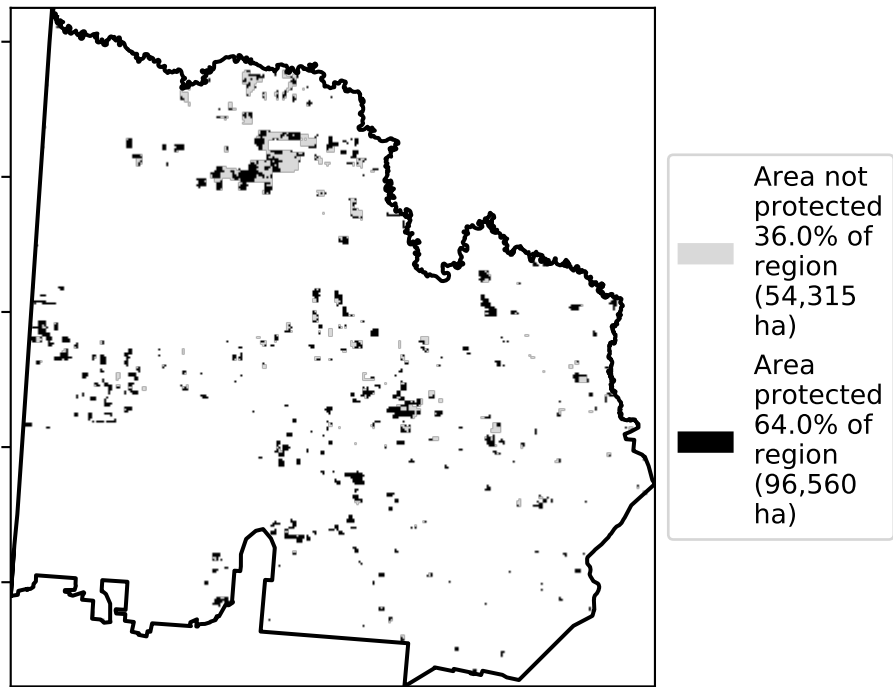 Area not
protected
36.0% of
region
(54,315
ha)
Area
protected
64.0% of
region
(96,560
ha)